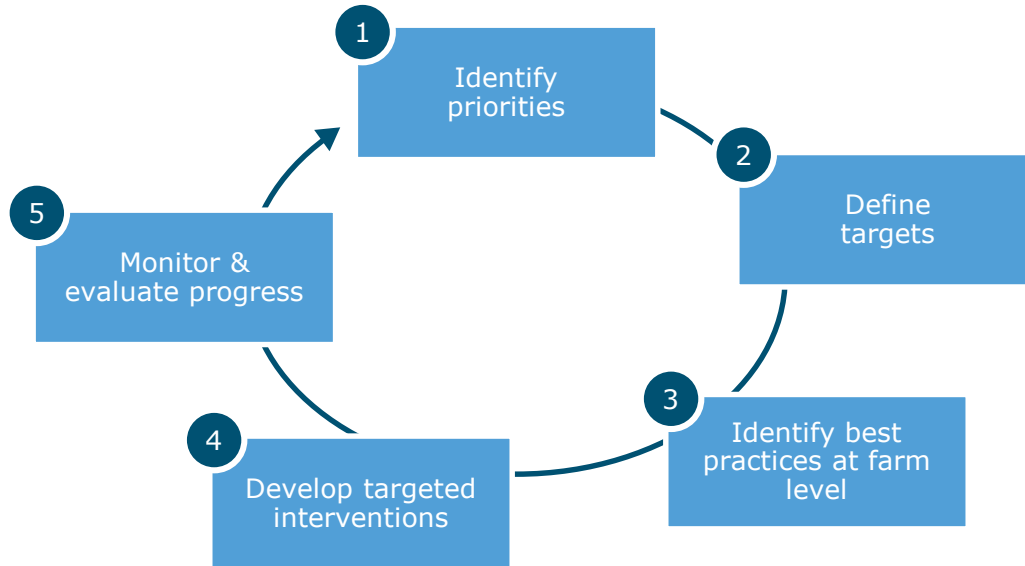 1
Identify
priorities
2
Define
targets
3
Identify best
practices at farm
level
4
Develop targeted
interventions
5
Monitor &
evaluate progress